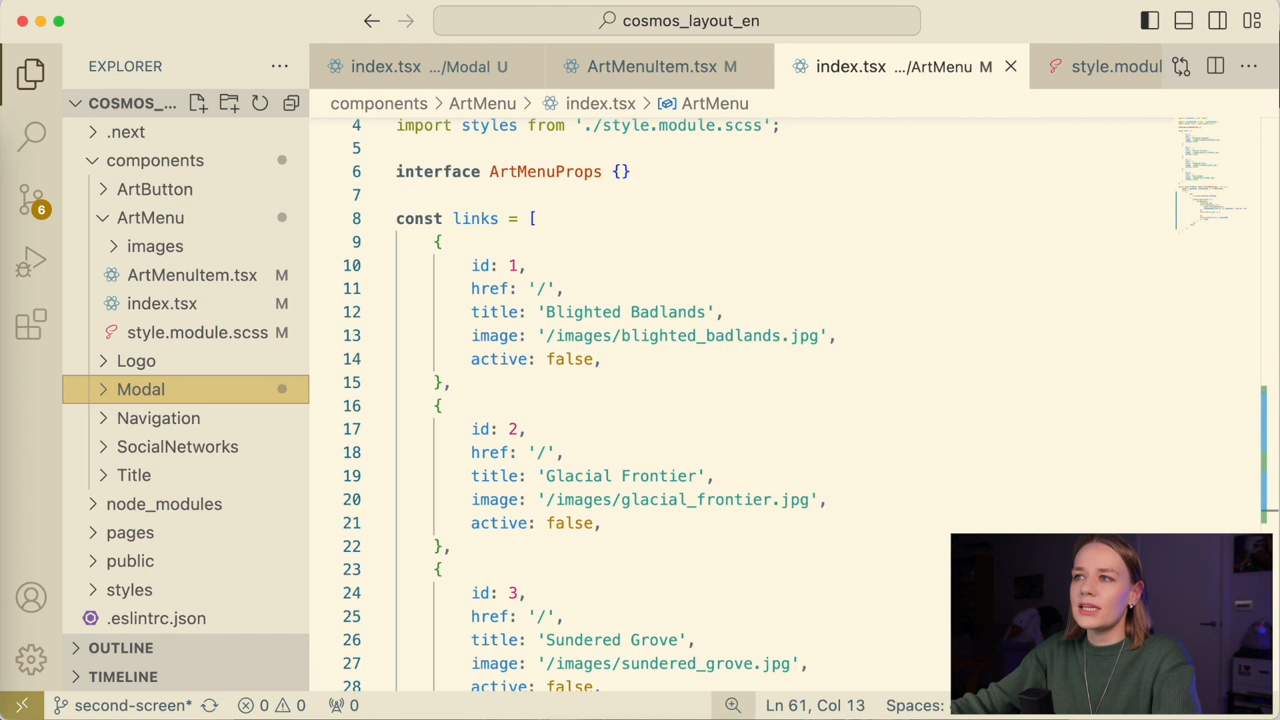 cosmos_layout_en
EXPLORER
index.tsx .../Modal U
ArtMenuItem.tsx M
index.tsx .../ArtMenu M
style.modul
COSMOS_...
components > ArtMenu > index.tsx > ArtMenu
.next
components
ArtButton
ArtMenu
images
ArtMenuItem.tsx M
index.tsx M
style.module.scss M
Logo
Modal
Navigation
SocialNetworks
Title
node_modules
pages
public
styles
.eslintrc.json
OUTLINE
TIMELINE
6
4 import styles from './style.module.scss';
5
6 interface ArtMenuProps {}
7
8 const links = [
9 {
10 id: 1,
11 href: '/',
12 title: 'Blighted Badlands',
13 image: '/images/blighted_badlands.jpg',
14 active: false,
15 },
16 {
17 id: 2,
18 href: '/',
19 title: 'Glacial Frontier',
20 image: '/images/glacial_frontier.jpg',
21 active: false,
22 },
23 {
24 id: 3,
25 href: '/',
26 title: 'Sundered Grove',
27 image: '/images/sundered_grove.jpg',
28 active: false,
second-screen* 0 0 0 Ln 61, Col 13 Spaces: